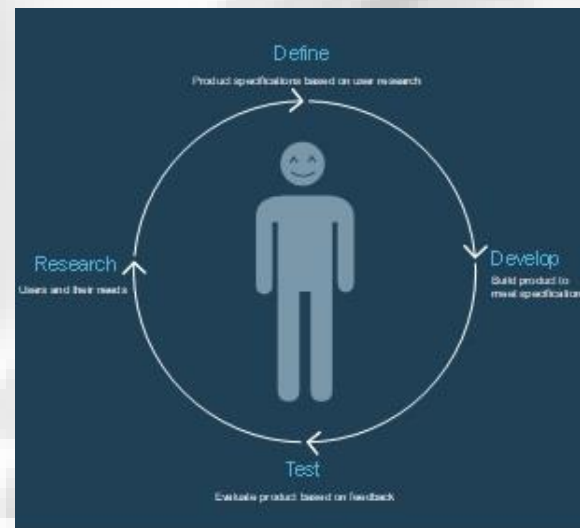 Define
Product specifications based on user research
Research
Users and their needs
Develop
Build product to
meet specification
Test
Evaluate product based on feedback